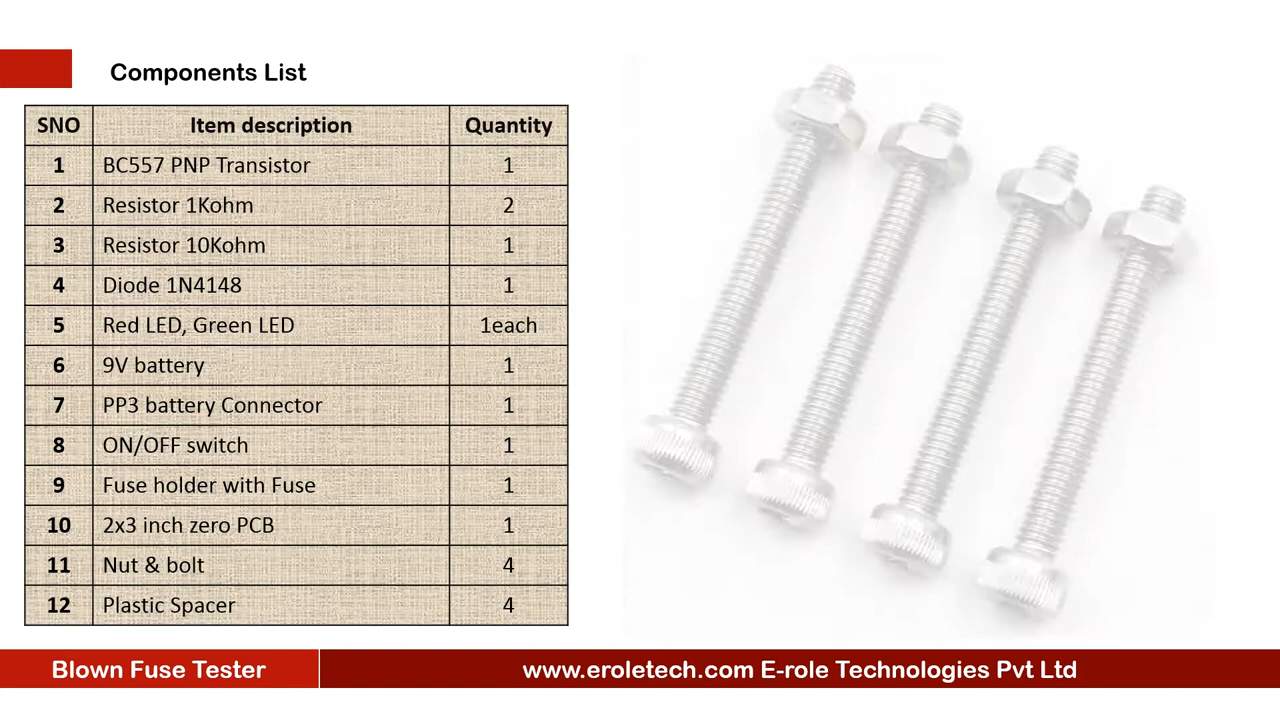 Components List
SNO Item description Quantity
1 BC557 PNP Transistor 1
2 Resistor 1Kohm 2
3 Resistor 10Kohm 1
4 Diode 1N4148 1
5 Red LED, Green LED 1each
6 9V battery 1
7 PP3 battery Connector 1
8 ON/OFF switch 1
9 Fuse holder with Fuse 1
10 2x3 inch zero PCB 1
11 Nut & bolt 4
12 Plastic Spacer 4
Blown Fuse Tester www.eroletech.com E-role Technologies Pvt Ltd